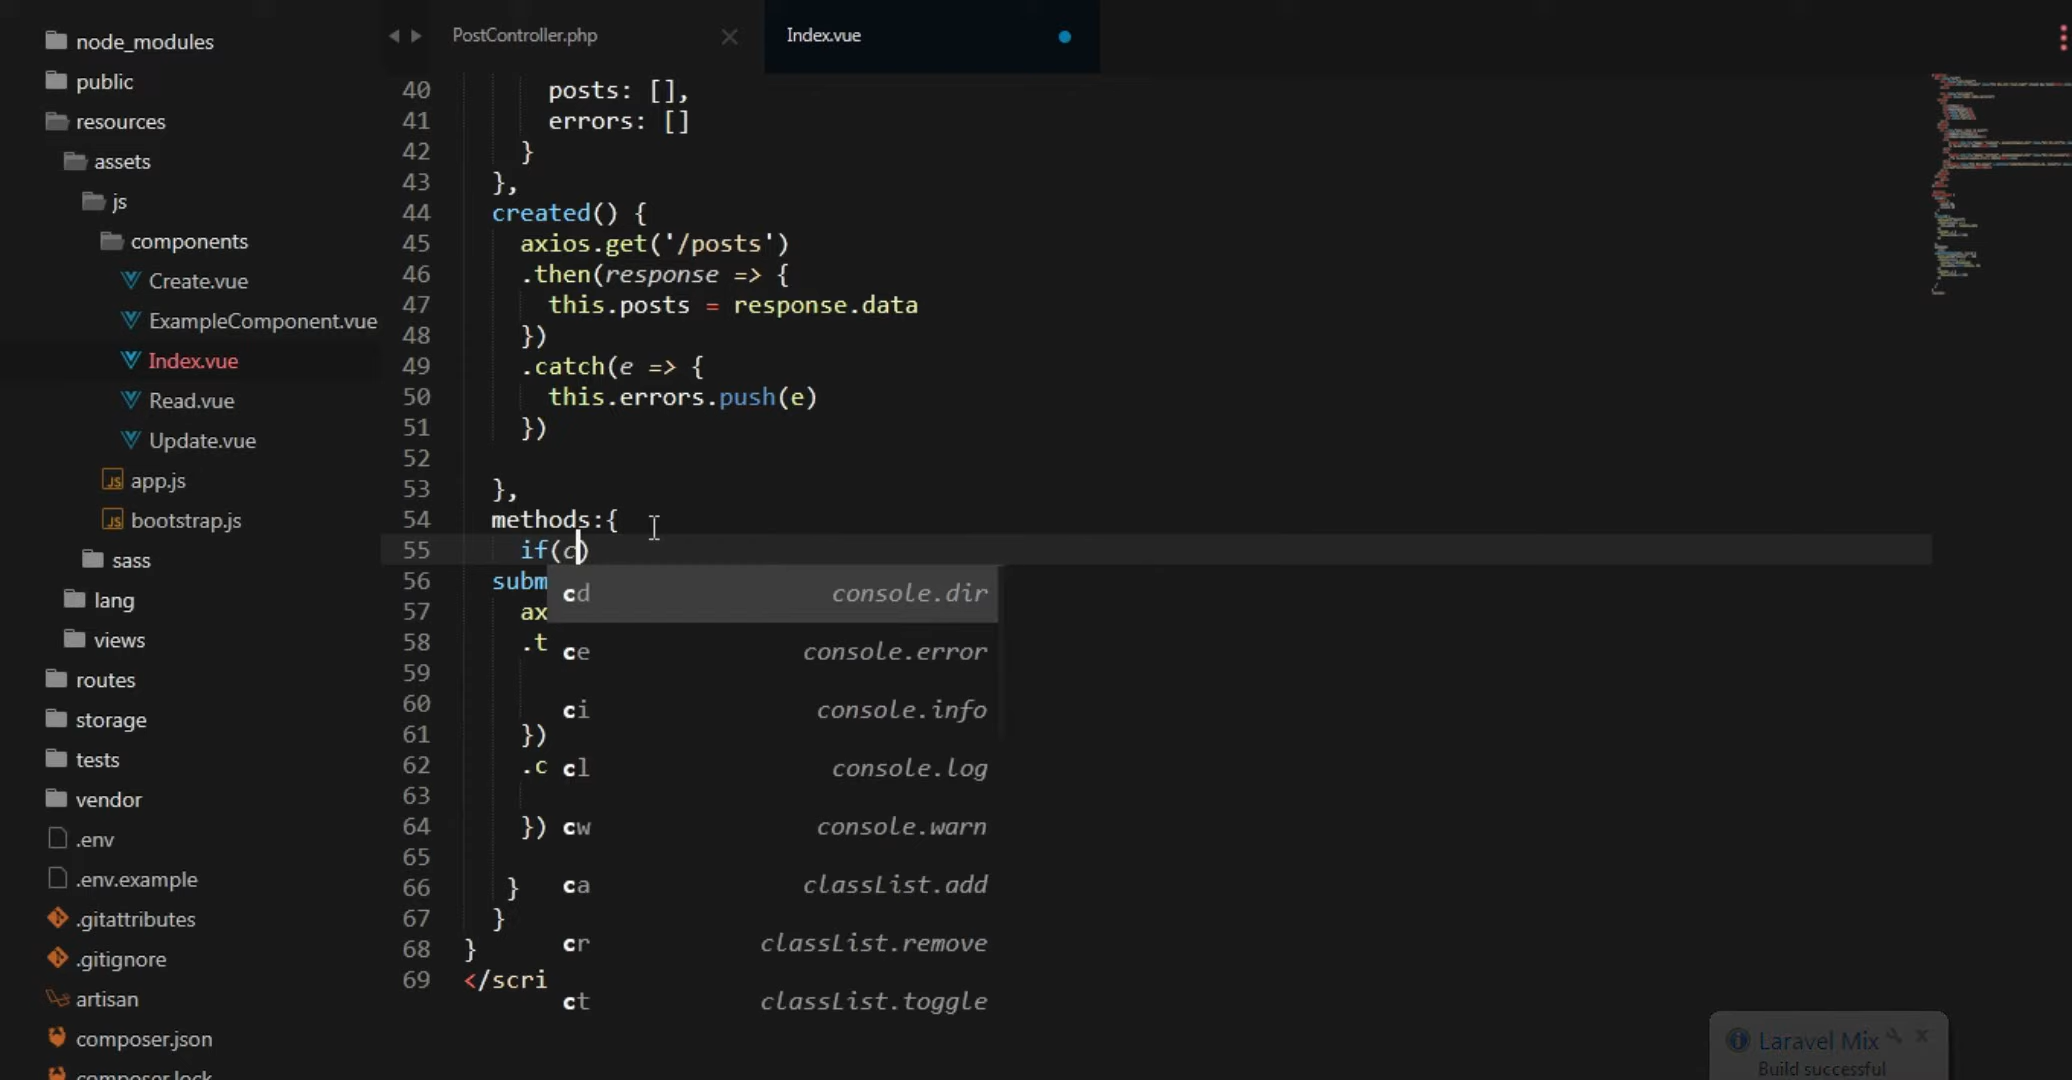 node_modules
public
resources
assets
js
components
Create.vue
ExampleComponent.vue
Index.vue
Read.vue
Update.vue
JS app.js
JS bootstrap.js
sass
lang
views
routes
storage
tests
vendor
.env
.env.example
.gitattributes
.gitignore
artisan
composer.json
composer.lock
PostController.php
Index.vue
40 posts: [],
41 errors: []
42 }
43 },
44 created() {
45 axios.get('/posts')
46 .then(response => {
47 this.posts = response.data
48 })
49 .catch(e => {
50 this.errors.push(e)
51 })
52
53 },
54 methods:{
55 if(c)
56 subm
57 ax
58 .t
59
60
61 })
62 .c
63
64 })
65
66 }
67 }
68 }
69 </scri
cd console.dir
ce console.error
ci console.info
cl console.log
cw console.warn
ca classList.add
cr classList.remove
ct classList.toggle
Laravel Mix
Build successful